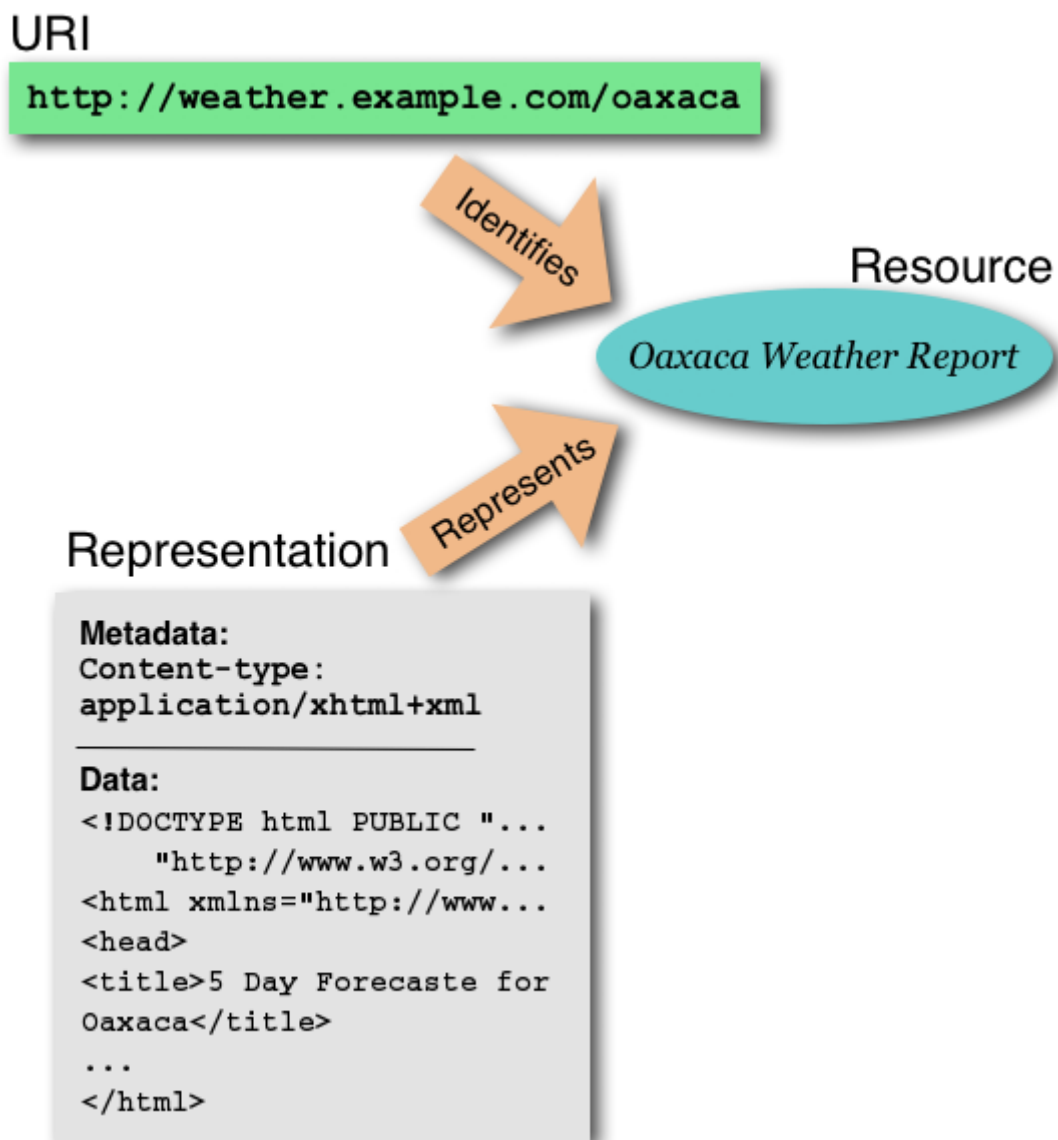 URI
http://weather.example.com/oaxaca
Identifies
Resource
Oaxaca Weather Report
Represents
Representation
Metadata:
Content-type:
application/xhtml+xml
Data:
<!DOCTYPE html PUBLIC "...
"http://www.w3.org/...
<html xmlns="http://www...
<head>
<title>5 Day Forecaste for
Oaxaca</title>
...
</html>